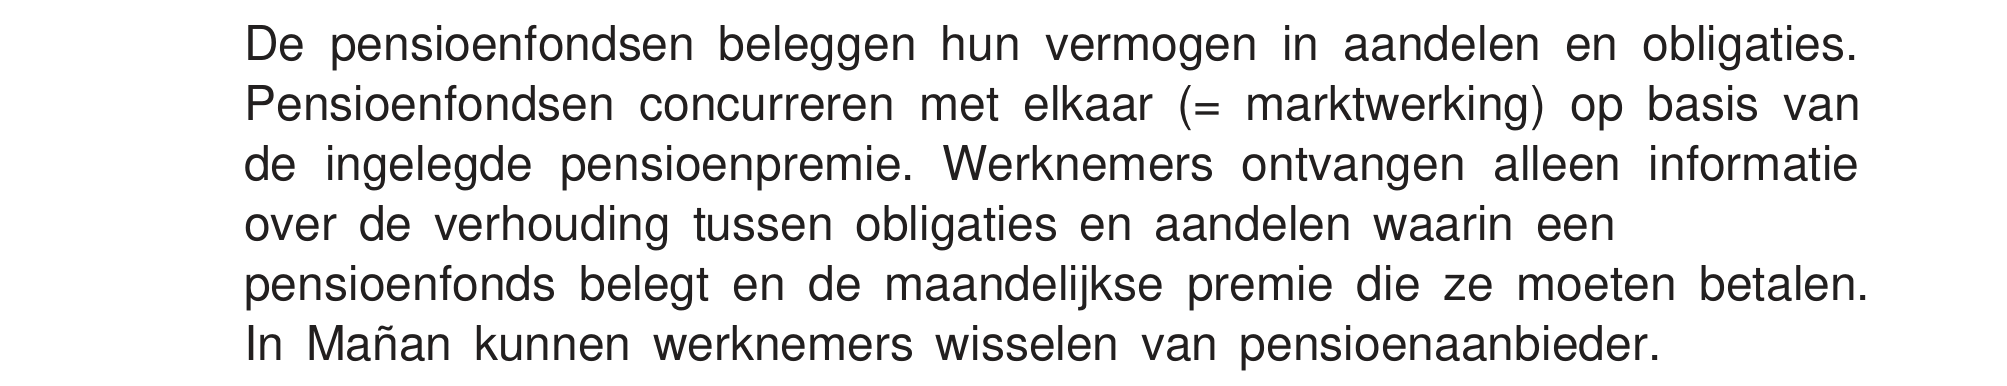 De pensioenfondsen beleggen hun vermogen in aandelen en obligaties.
Pensioenfondsen concurreren met elkaar (= marktwerking) op basis van
de ingelegde pensioenpremie. Werknemers ontvangen alleen informatie
over de verhouding tussen obligaties en aandelen waarin een
pensioenfonds belegt en de maandelijkse premie die ze moeten betalen.
In Mañan kunnen werknemers wisselen van pensioenaanbieder.